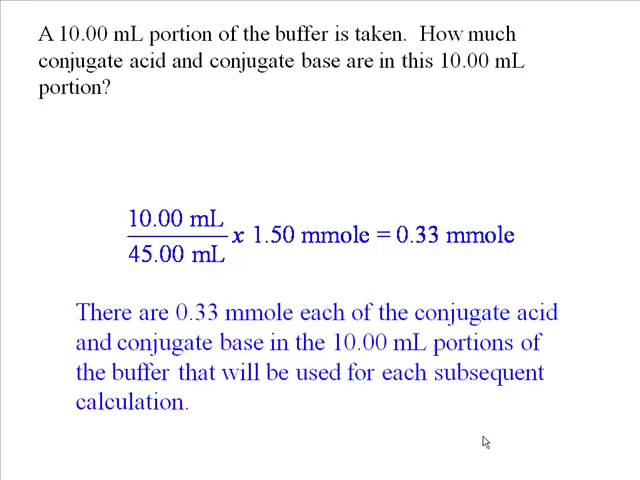 A 10.00 mL portion of the buffer is taken.  How much
conjugate acid and conjugate base are in this 10.00 mL
portion?
10.00 mL
45.00 mL
x 1.50 mmole = 0.33 mmole
There are 0.33 mmole each of the conjugate acid
and conjugate base in the 10.00 mL portions of
the buffer that will be used for each subsequent
calculation.